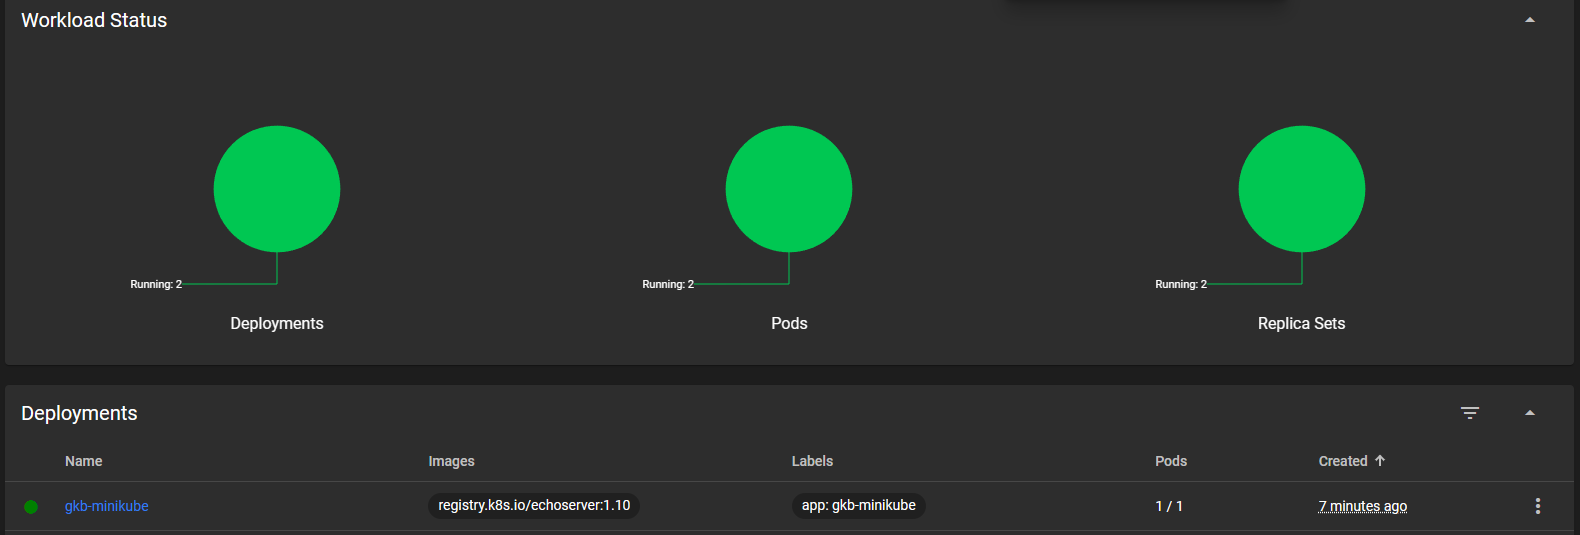 Workload Status
Running: 2
Running: 2
Running: 2
Deployments
Pods
Replica Sets
Deployments
Name Images Labels Pods Created
gkb-minikube registry.k8s.io/echoserver:1.10 app: gkb-minikube 1 / 1 7 minutes ago